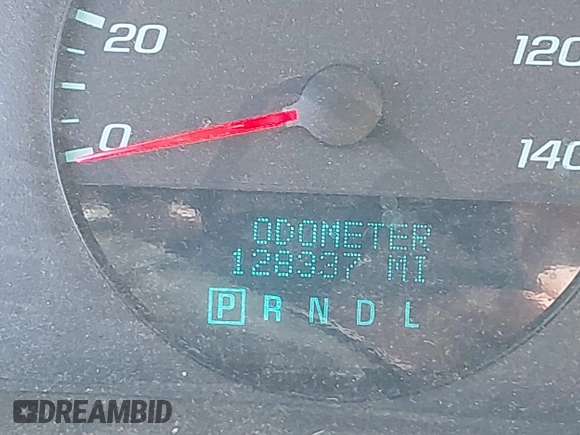 20
120
0
140
ODOMETER
128337 MI
P R N D L
DREAMBID